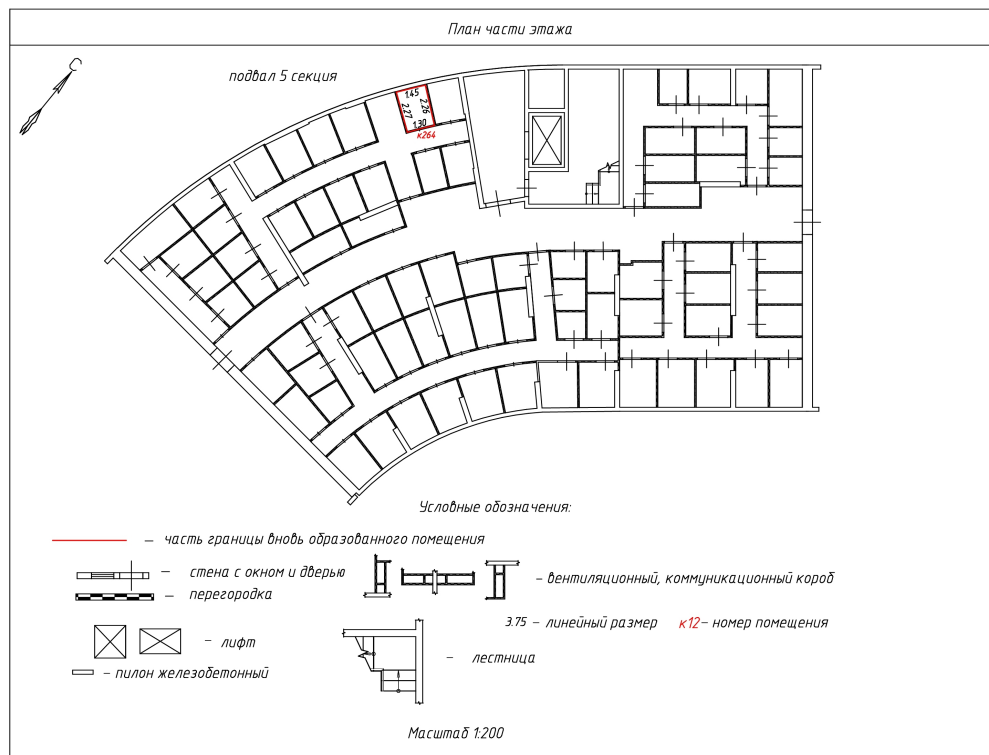 План части этажа
С
подвал 5 секция
1.45
2.27
2.26
1.30
к264
Условные обозначения:
– часть границы вновь образованного помещения
– стена с окном и дверью
– вентиляционный, коммуникационный короб
– перегородка
3.75 – линейный размер к12 – номер помещения
– лифт
– лестница
– пилон железобетонный
Масштаб 1:200